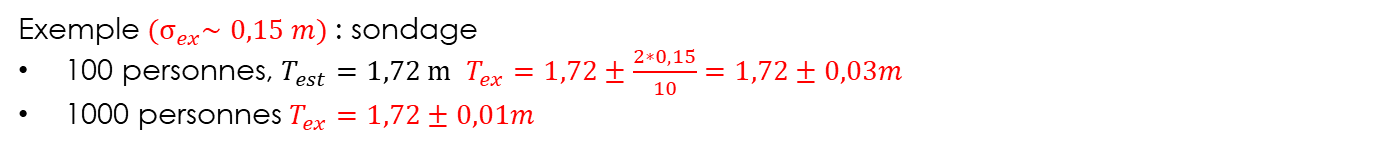 Exemple (σ_ex~ 0,15 m) : sondage
• 100 personnes, T_est = 1,72 m T_ex = 1,72 ± \frac{2*0,15}{10} = 1,72 ± 0,03m
• 1000 personnes T_ex = 1,72 ± 0,01m